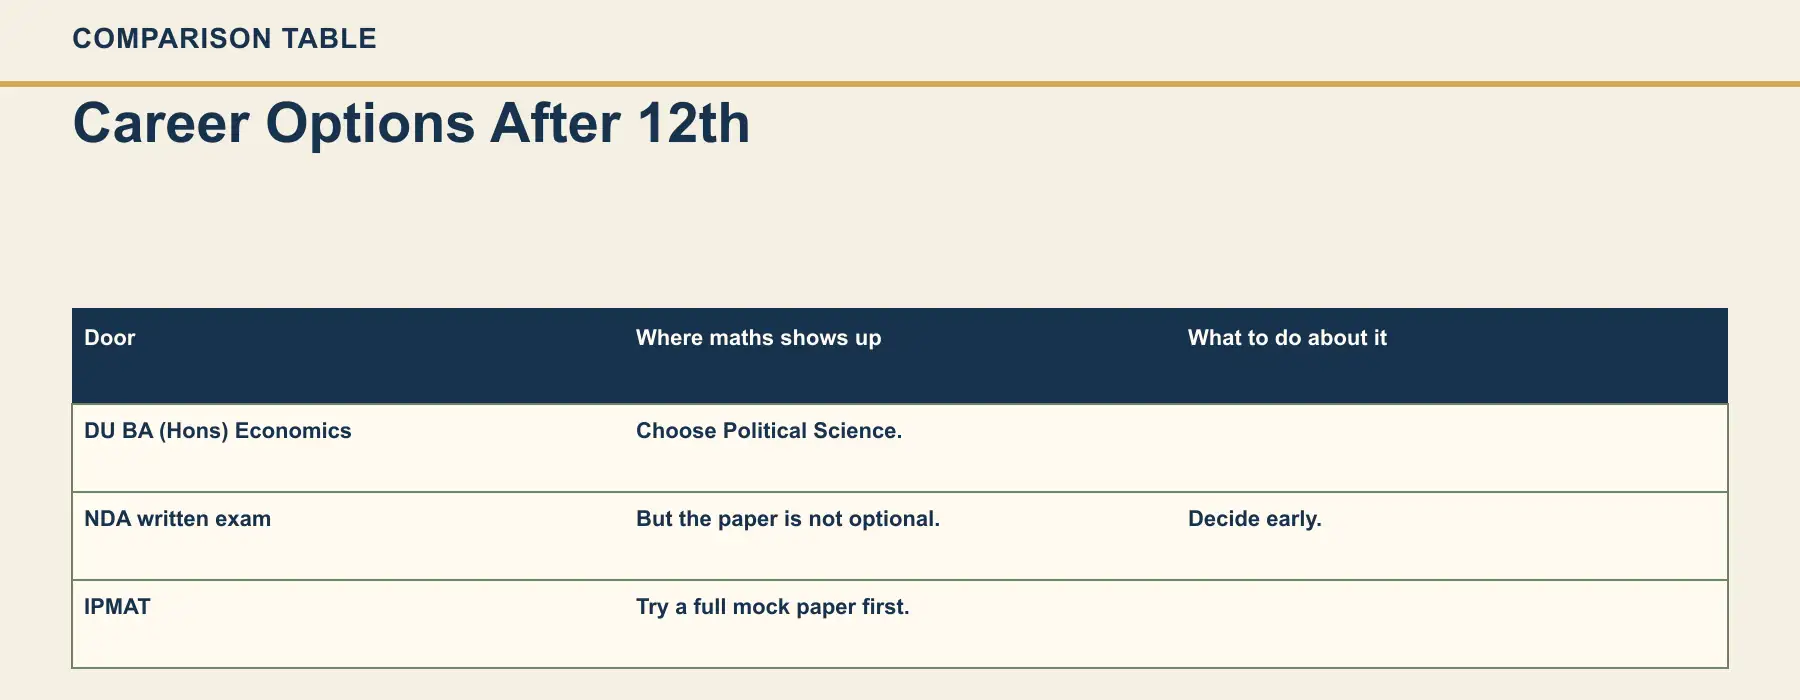 COMPARISON TABLE
Career Options After 12th
Door Where maths shows up What to do about it
DU BA (Hons) Economics Choose Political Science.
NDA written exam But the paper is not optional. Decide early.
IPMAT Try a full mock paper first.